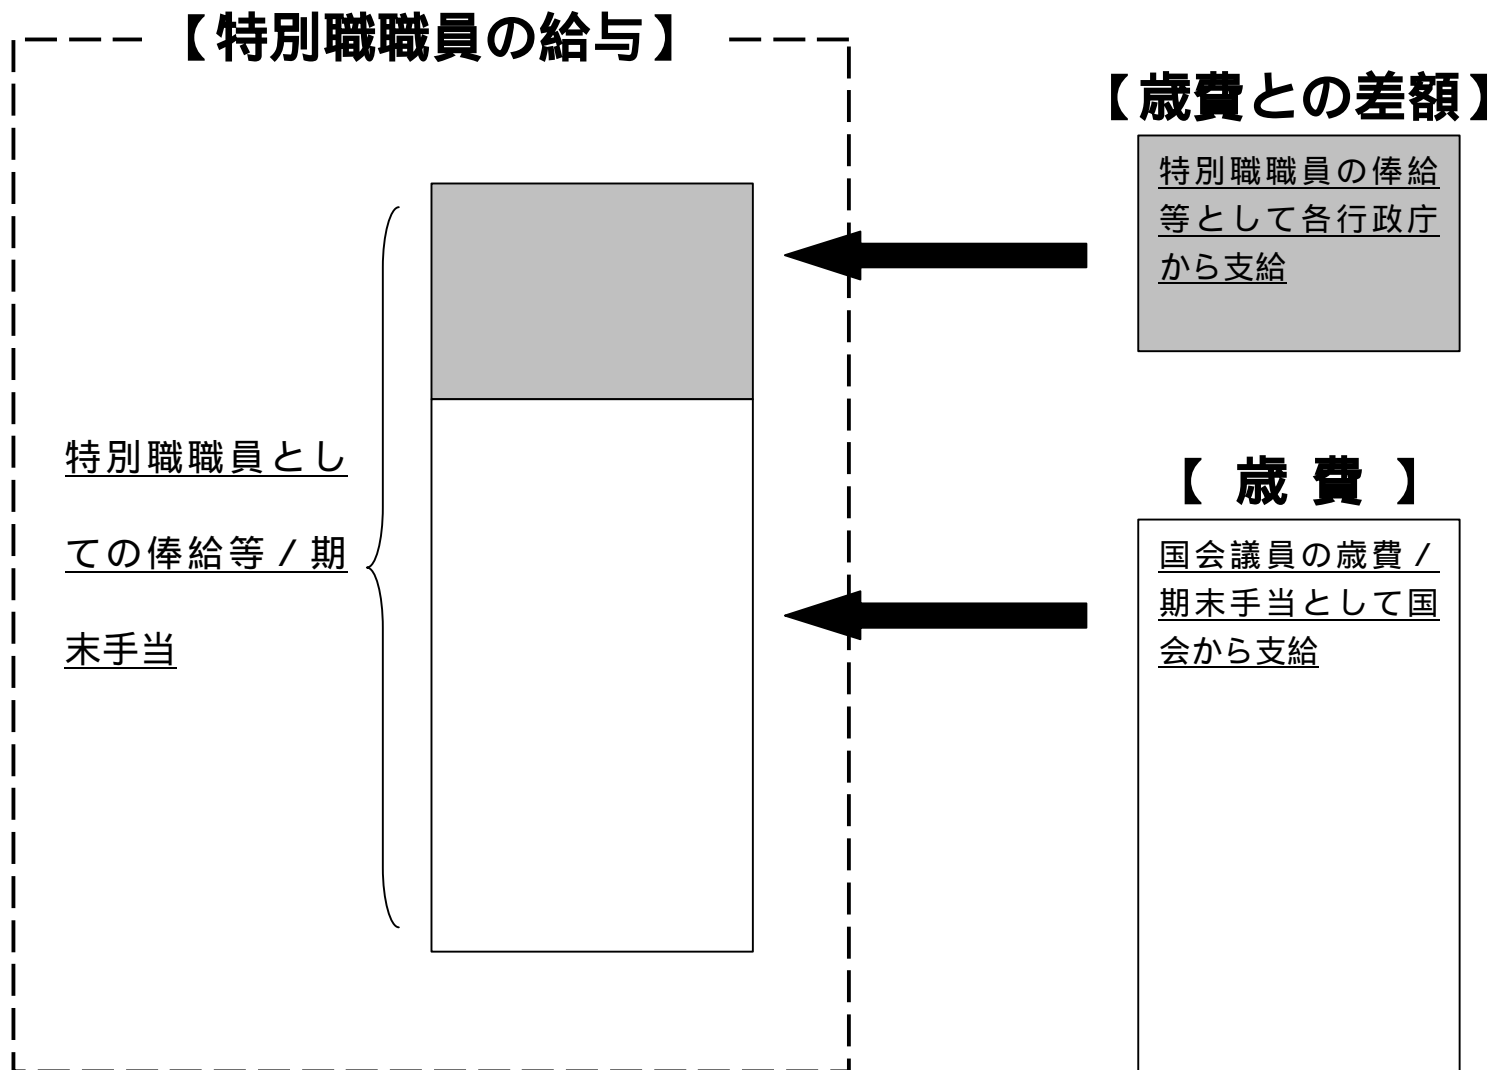 【特別職職員の給与】
【歳費との差額】
特別職職員の俸給
等として各行政庁
から支給
特別職職員とし
ての俸給等／期
末手当
【 歳 費 】
国会議員の歳費／
期末手当として国
会から支給